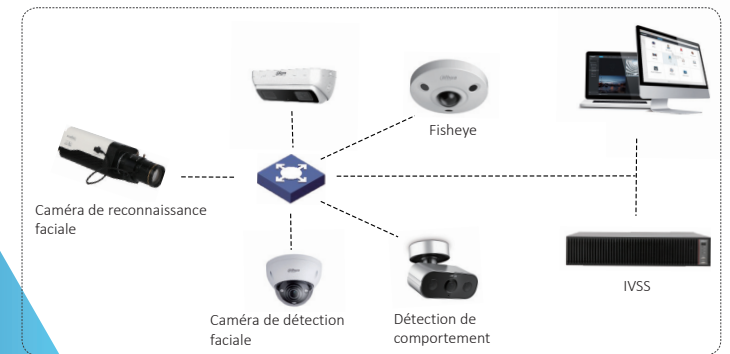 Fisheye
Caméra de reconnaissance
faciale
IVSS
Caméra de détection
faciale
Détection de
comportement